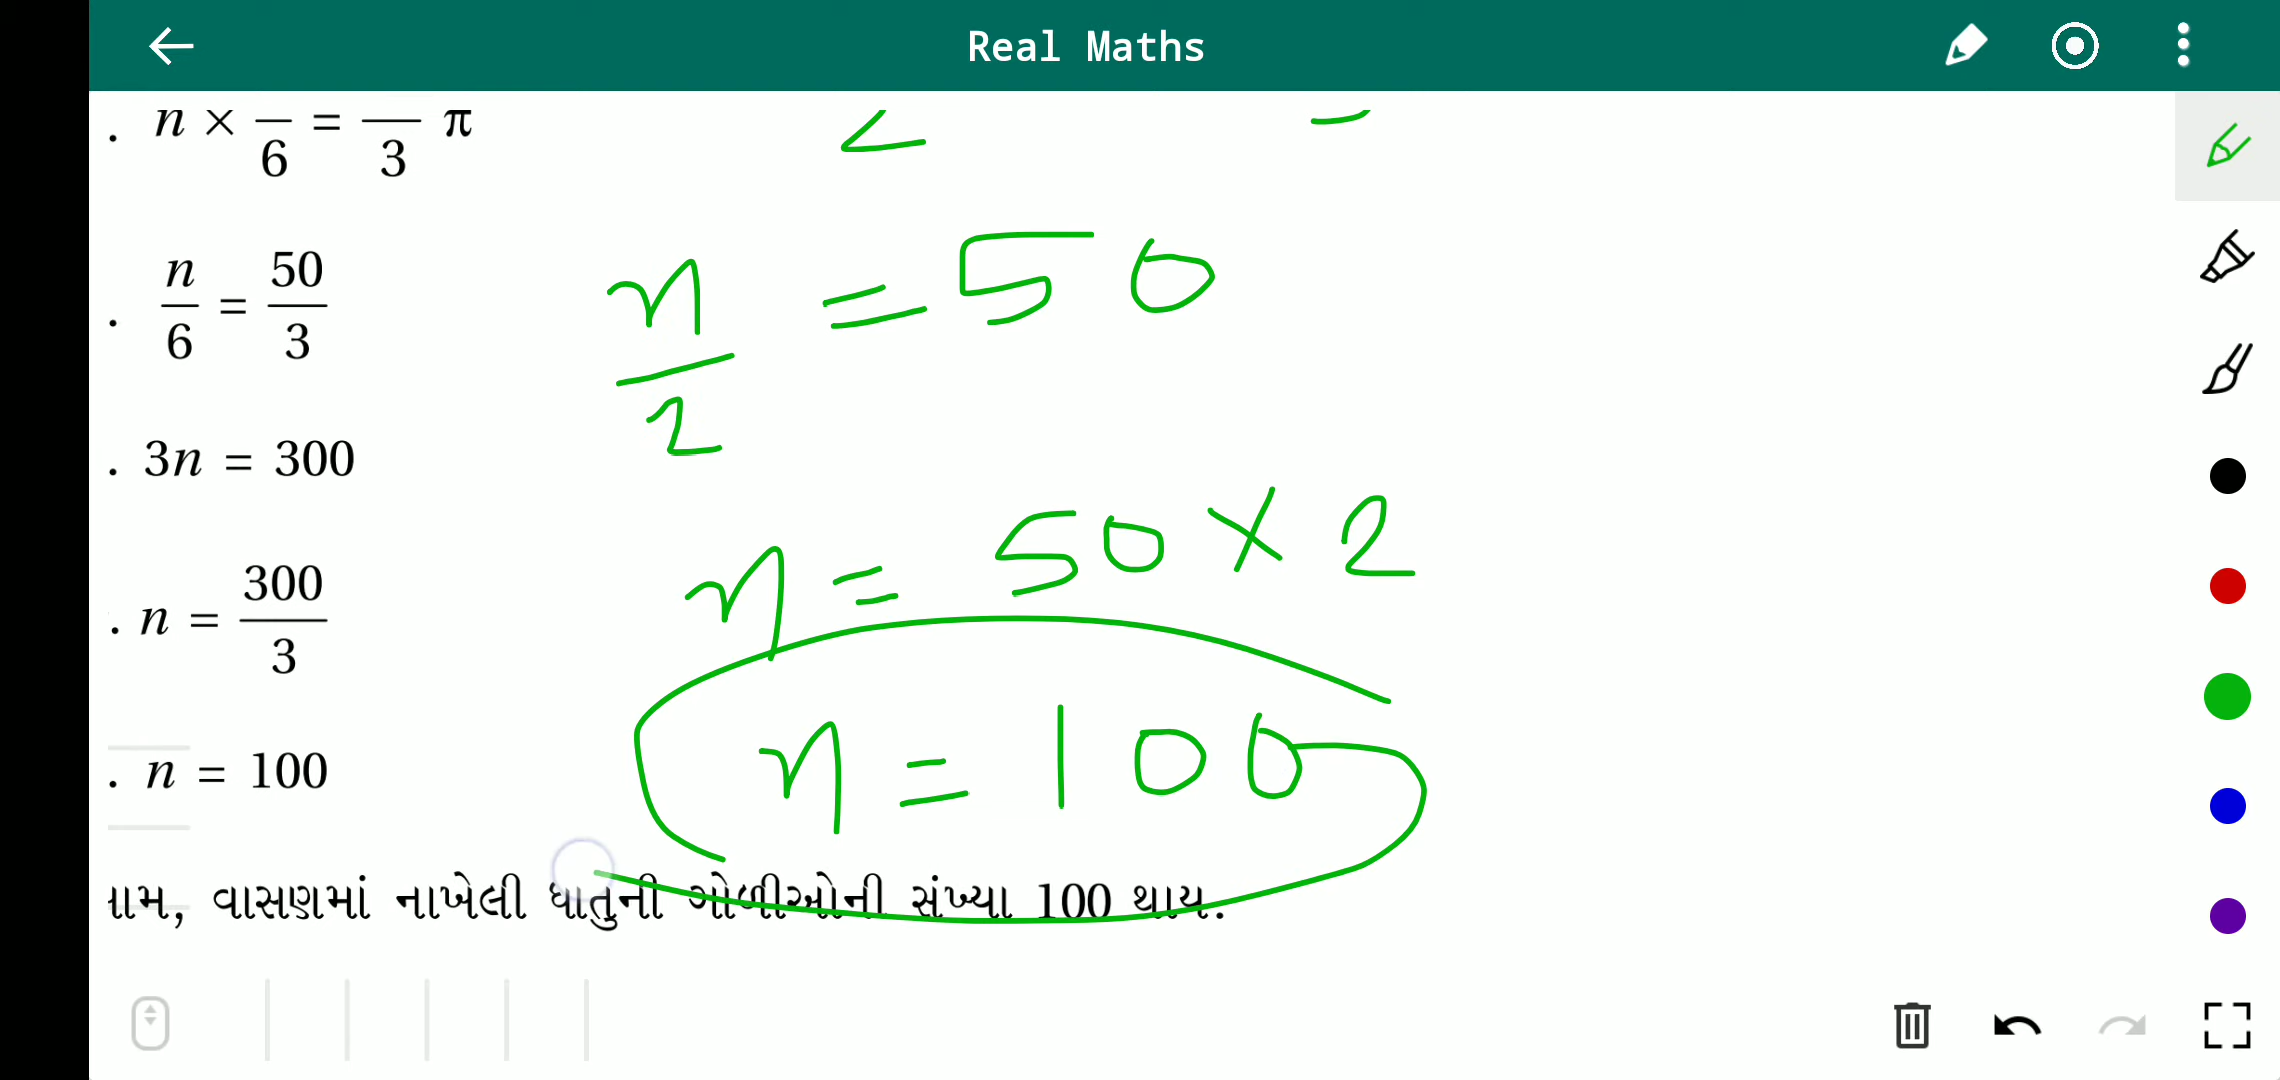 Real Maths
. n × — 6 = — 3 π
. n/6 = 50/3
. 3n = 300
. n = 300/3
. n = 100
n/2 = 50
n = 50 × 2
n = 100
વાસણમાં નાખેલી ધાતુની ગોળીઓની સંખ્યા 100 થાય.